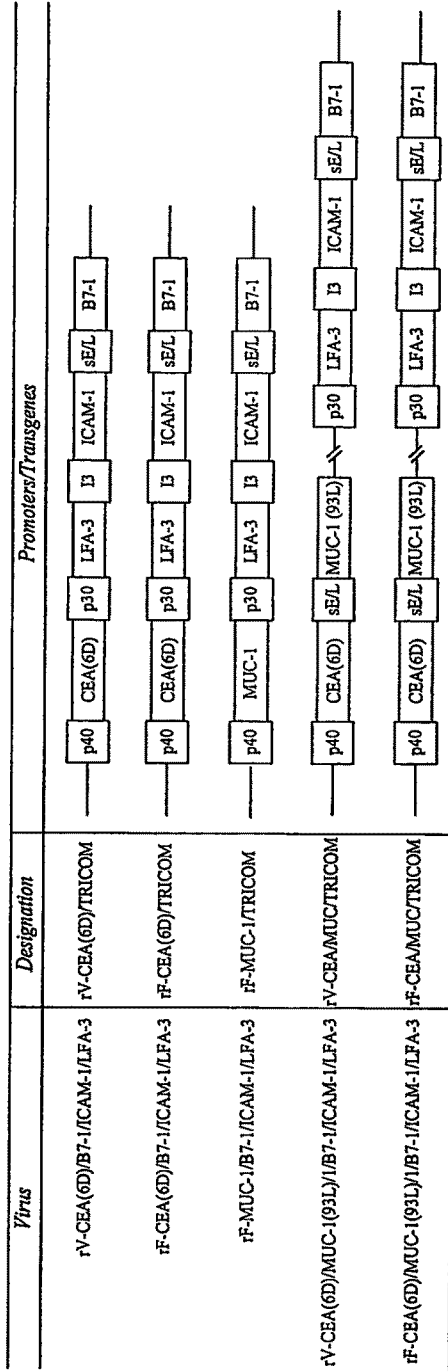 Virus Designation Promoters/Transgenes
rV-CEA(6D)/B7-1/ICAM-1/LFA-3 rV-CEA(6D)/TRICOM p40 CEA(6D) p30 LFA-3 I3 ICAM-1 sE/L B7-1
rF-CEA(6D)/B7-1/ICAM-1/LFA-3 rF-CEA(6D)/TRICOM p40 CEA(6D) p30 LFA-3 I3 ICAM-1 sE/L B7-1
rF-MUC-1/B7-1/ICAM-1/LFA-3 rF-MUC-1/TRICOM p40 MUC-1 p30 LFA-3 I3 ICAM-1 sE/L B7-1
rV-CEA(6D)/MUC-1(93L)/1/B7-1/ICAM-1/LFA-3 rV-CEA/MUC/TRICOM p40 CEA(6D) sE/L MUC-1 (93L) p30 LFA-3 I3 ICAM-1 sE/L B7-1
rF-CEA(6D)/MUC-1(93L)/1/B7-1/ICAM-1/LFA-3 rF-CEA/MUC/TRICOM p40 CEA(6D) sE/L MUC-1 (93L) p30 LFA-3 I3 ICAM-1 sE/L B7-1